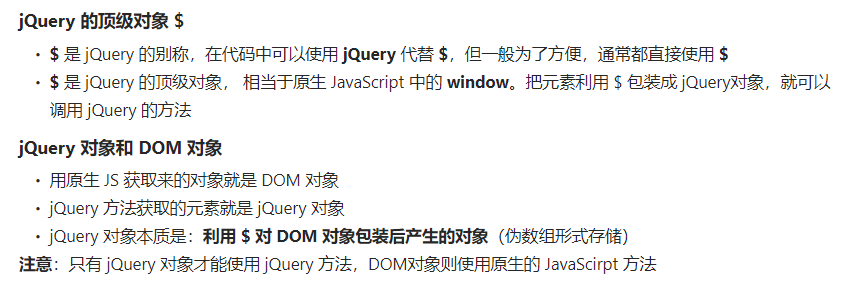 jQuery 的顶级对象 $
• $ 是 jQuery 的别称，在代码中可以使用 jQuery 代替 $，但一般为了方便，通常都直接使用 $
• $ 是 jQuery 的顶级对象， 相当于原生 JavaScript 中的 window。把元素利用 $ 包装成 jQuery对象，就可以
调用 jQuery 的方法
jQuery 对象和 DOM 对象
• 用原生 JS 获取来的对象就是 DOM 对象
• jQuery 方法获取的元素就是 jQuery 对象
• jQuery 对象本质是：利用 $ 对 DOM 对象包装后产生的对象（伪数组形式存储）
注意：只有 jQuery 对象才能使用 jQuery 方法，DOM对象则使用原生的 JavaScirpt 方法